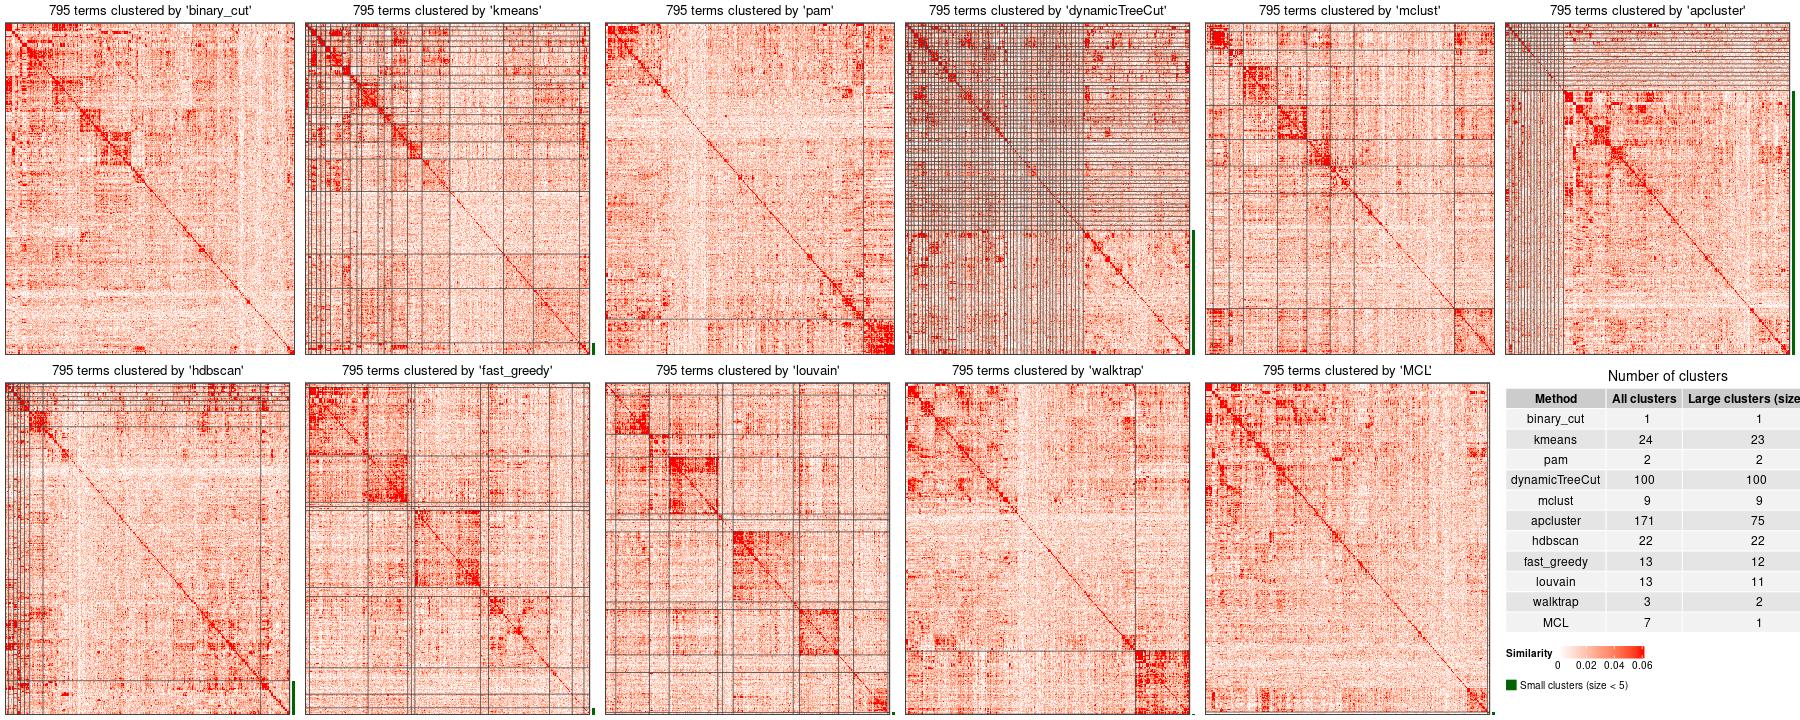 795 terms clustered by 'binary_cut'
795 terms clustered by 'kmeans'
795 terms clustered by 'pam'
795 terms clustered by 'dynamicTreeCut'
795 terms clustered by 'mclust'
795 terms clustered by 'apcluster'
795 terms clustered by 'hdbscan'
795 terms clustered by 'fast_greedy'
795 terms clustered by 'louvain'
795 terms clustered by 'walktrap'
795 terms clustered by 'MCL'
Number of clusters
Method All clusters Large clusters (size
binary_cut 1 1
kmeans 24 23
pam 2 2
dynamicTreeCut 100 100
mclust 9 9
apcluster 171 75
hdbscan 22 22
fast_greedy 13 12
louvain 13 11
walktrap 3 2
MCL 7 1
Similarity
0 0.02 0.04 0.06
Small clusters (size < 5)